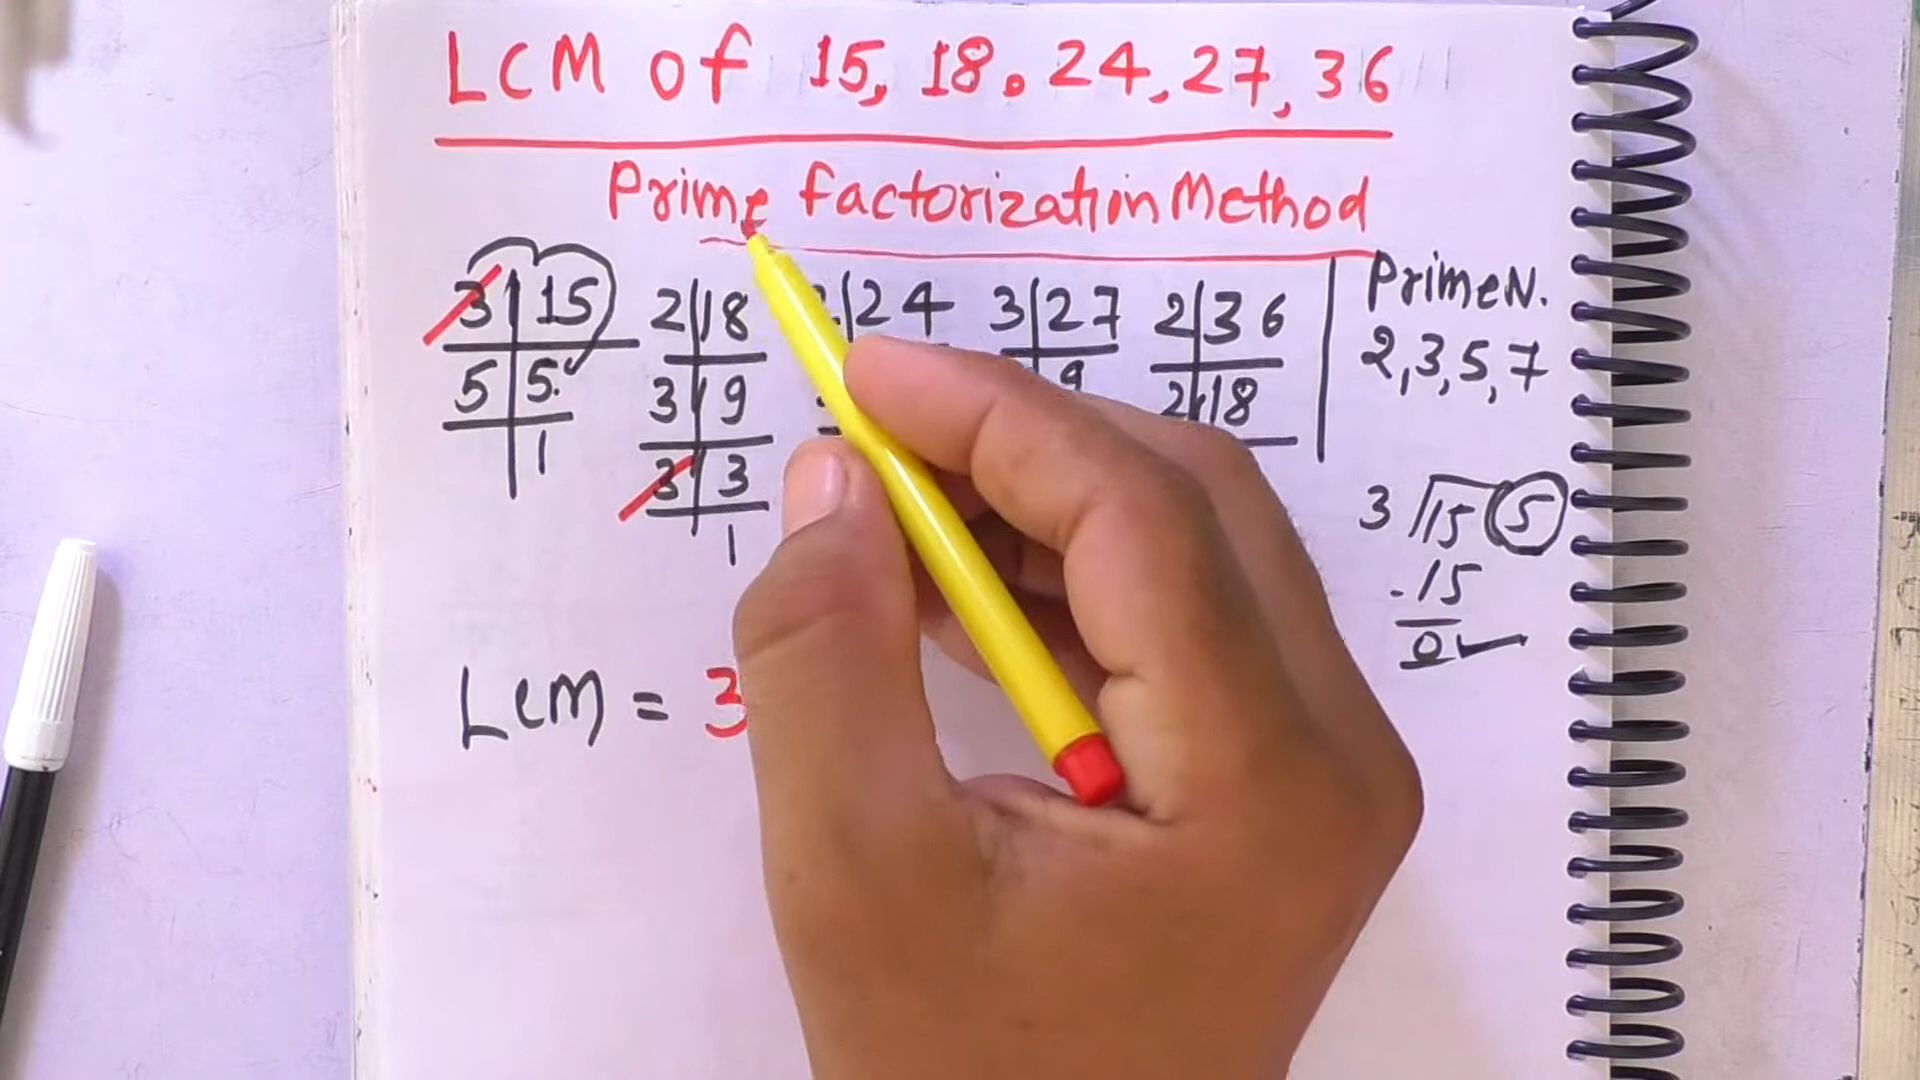 LCM of 15, 18, 24, 27, 36
Prime factorization Method
3 15
5 5
1
2 18
3 9
3 3
1
24
3 27
9
2 36
2 18
Prime N.
2, 3, 5, 7
3 15 5
- 15
0
LCM = 3